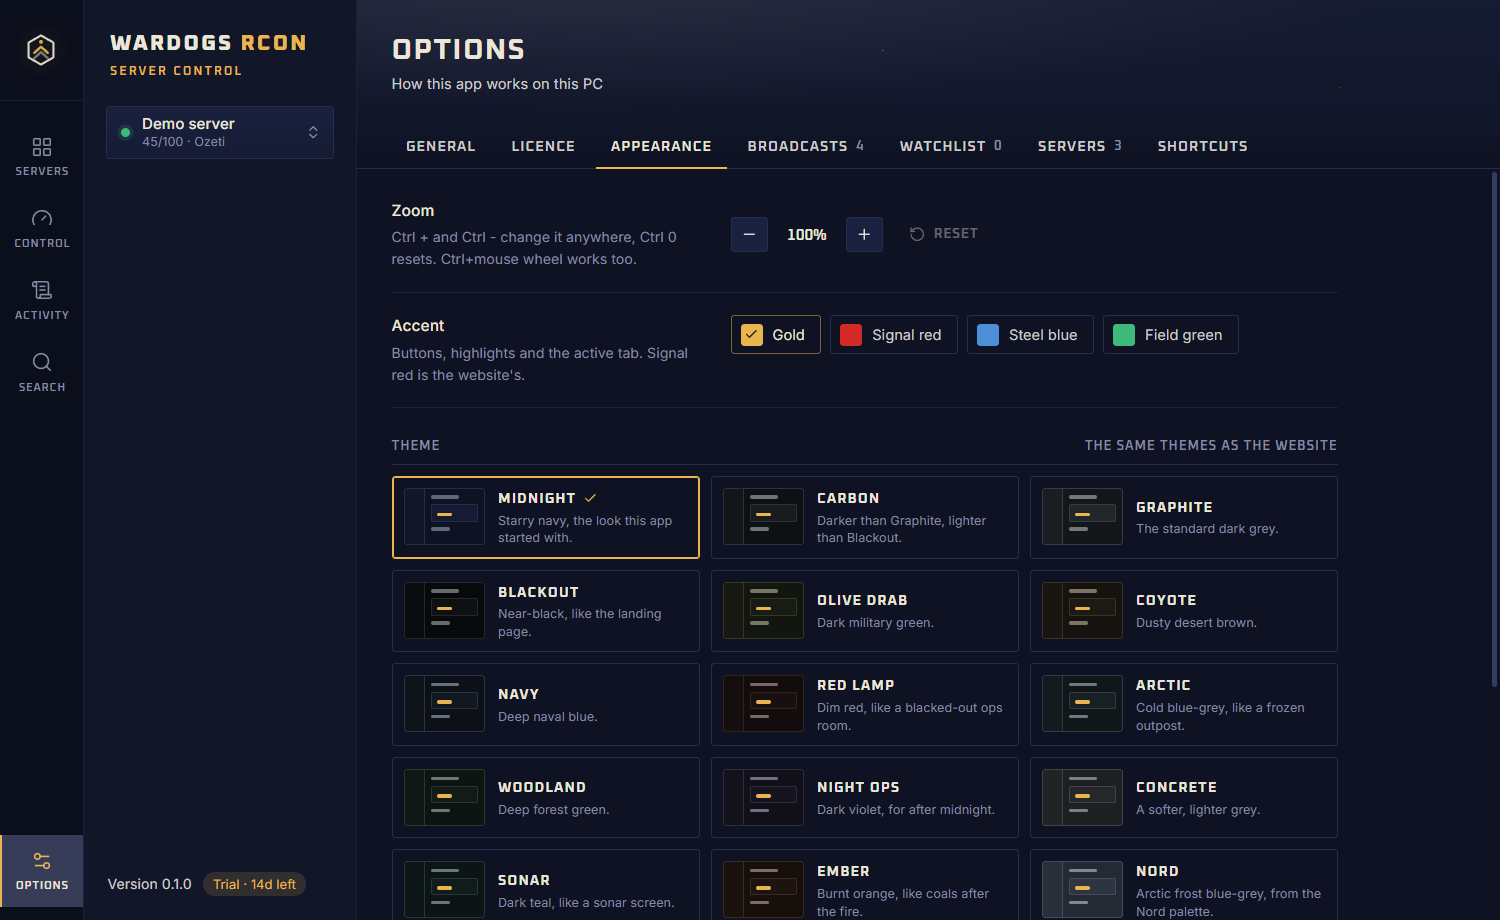 WARDOGS RCON
SERVER CONTROL
Demo server
45/100 · Ozeti
SERVERS
CONTROL
ACTIVITY
SEARCH
OPTIONS
Version 0.1.0
Trial · 14d left
OPTIONS
How this app works on this PC
GENERAL
LICENCE
APPEARANCE
BROADCASTS 4
WATCHLIST 0
SERVERS 3
SHORTCUTS
Zoom
Ctrl + and Ctrl - change it anywhere, Ctrl 0
resets. Ctrl+mouse wheel works too.
100%
RESET
Accent
Buttons, highlights and the active tab. Signal
red is the website's.
Gold
Signal red
Steel blue
Field green
THEME
THE SAME THEMES AS THE WEBSITE
MIDNIGHT
Starry navy, the look this app
started with.
CARBON
Darker than Graphite, lighter
than Blackout.
GRAPHITE
The standard dark grey.
BLACKOUT
Near-black, like the landing
page.
OLIVE DRAB
Dark military green.
COYOTE
Dusty desert brown.
NAVY
Deep naval blue.
RED LAMP
Dim red, like a blacked-out ops
room.
ARCTIC
Cold blue-grey, like a frozen
outpost.
WOODLAND
Deep forest green.
NIGHT OPS
Dark violet, for after midnight.
CONCRETE
A softer, lighter grey.
SONAR
Dark teal, like a sonar screen.
EMBER
Burnt orange, like coals after
the fire.
NORD
Arctic frost blue-grey, from the
Nord palette.